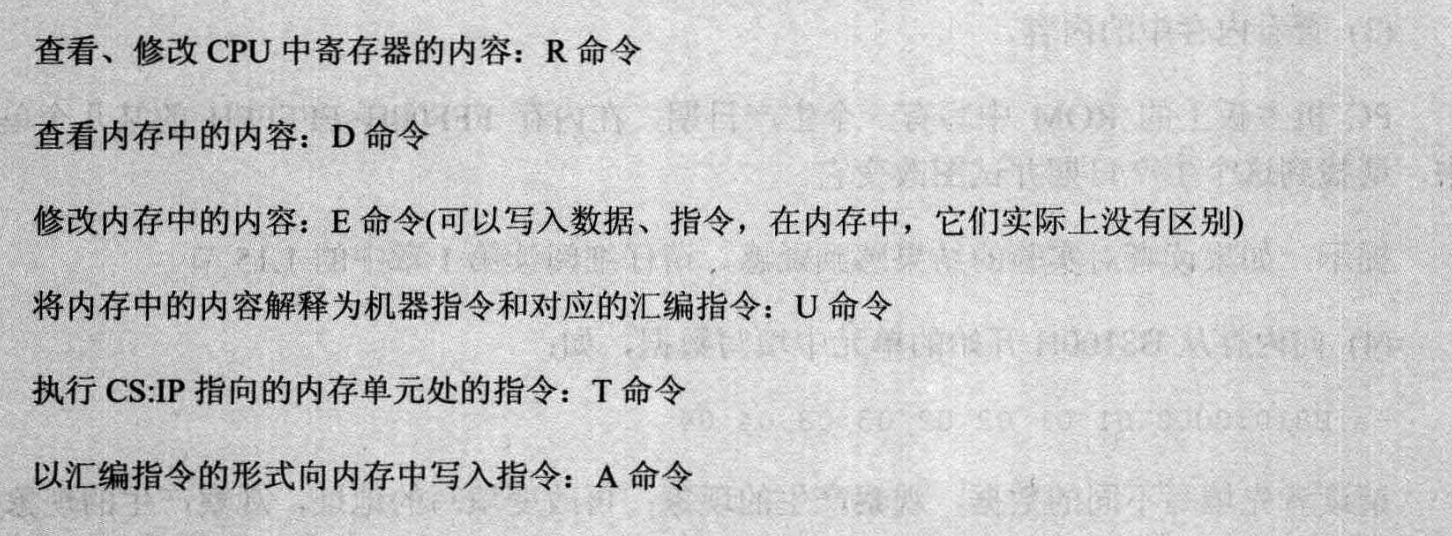 查看、修改 CPU 中寄存器的内容：R 命令
查看内存中的内容：D 命令
修改内存中的内容：E 命令(可以写入数据、指令，在内存中，它们实际上没有区别)
将内存中的内容解释为机器指令和对应的汇编指令：U 命令
执行 CS:IP 指向的内存单元处的指令：T 命令
以汇编指令的形式向内存中写入指令：A 命令